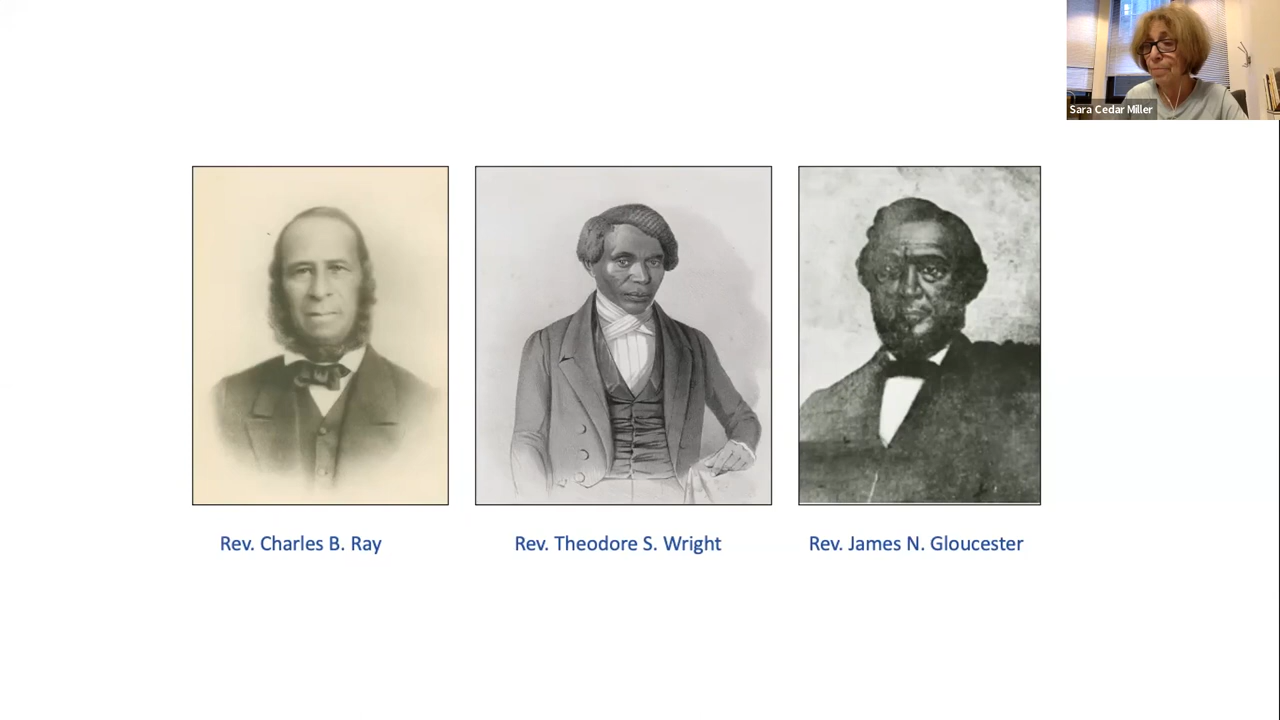 Sara Cedar Miller
Rev. Charles B. Ray
Rev. Theodore S. Wright
Rev. James N. Gloucester